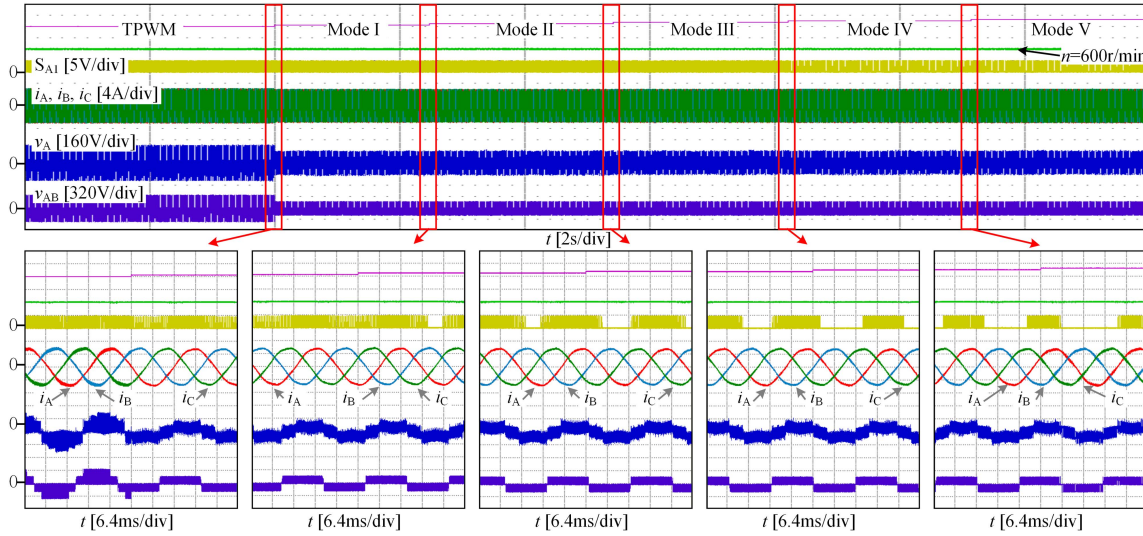 TPWM Mode I Mode II Mode III Mode IV Mode V
n=600r/min
0 S_A1 [5V/div]
0 i_A, i_B, i_C [4A/div]
0 v_A [160V/div]
0 v_AB [320V/div]
t [2s/div]
0
0
i_A i_B i_C i_A i_B i_C i_A i_B i_C i_A i_B i_C i_A i_B i_C
0
0
t [6.4ms/div] t [6.4ms/div] t [6.4ms/div] t [6.4ms/div] t [6.4ms/div]